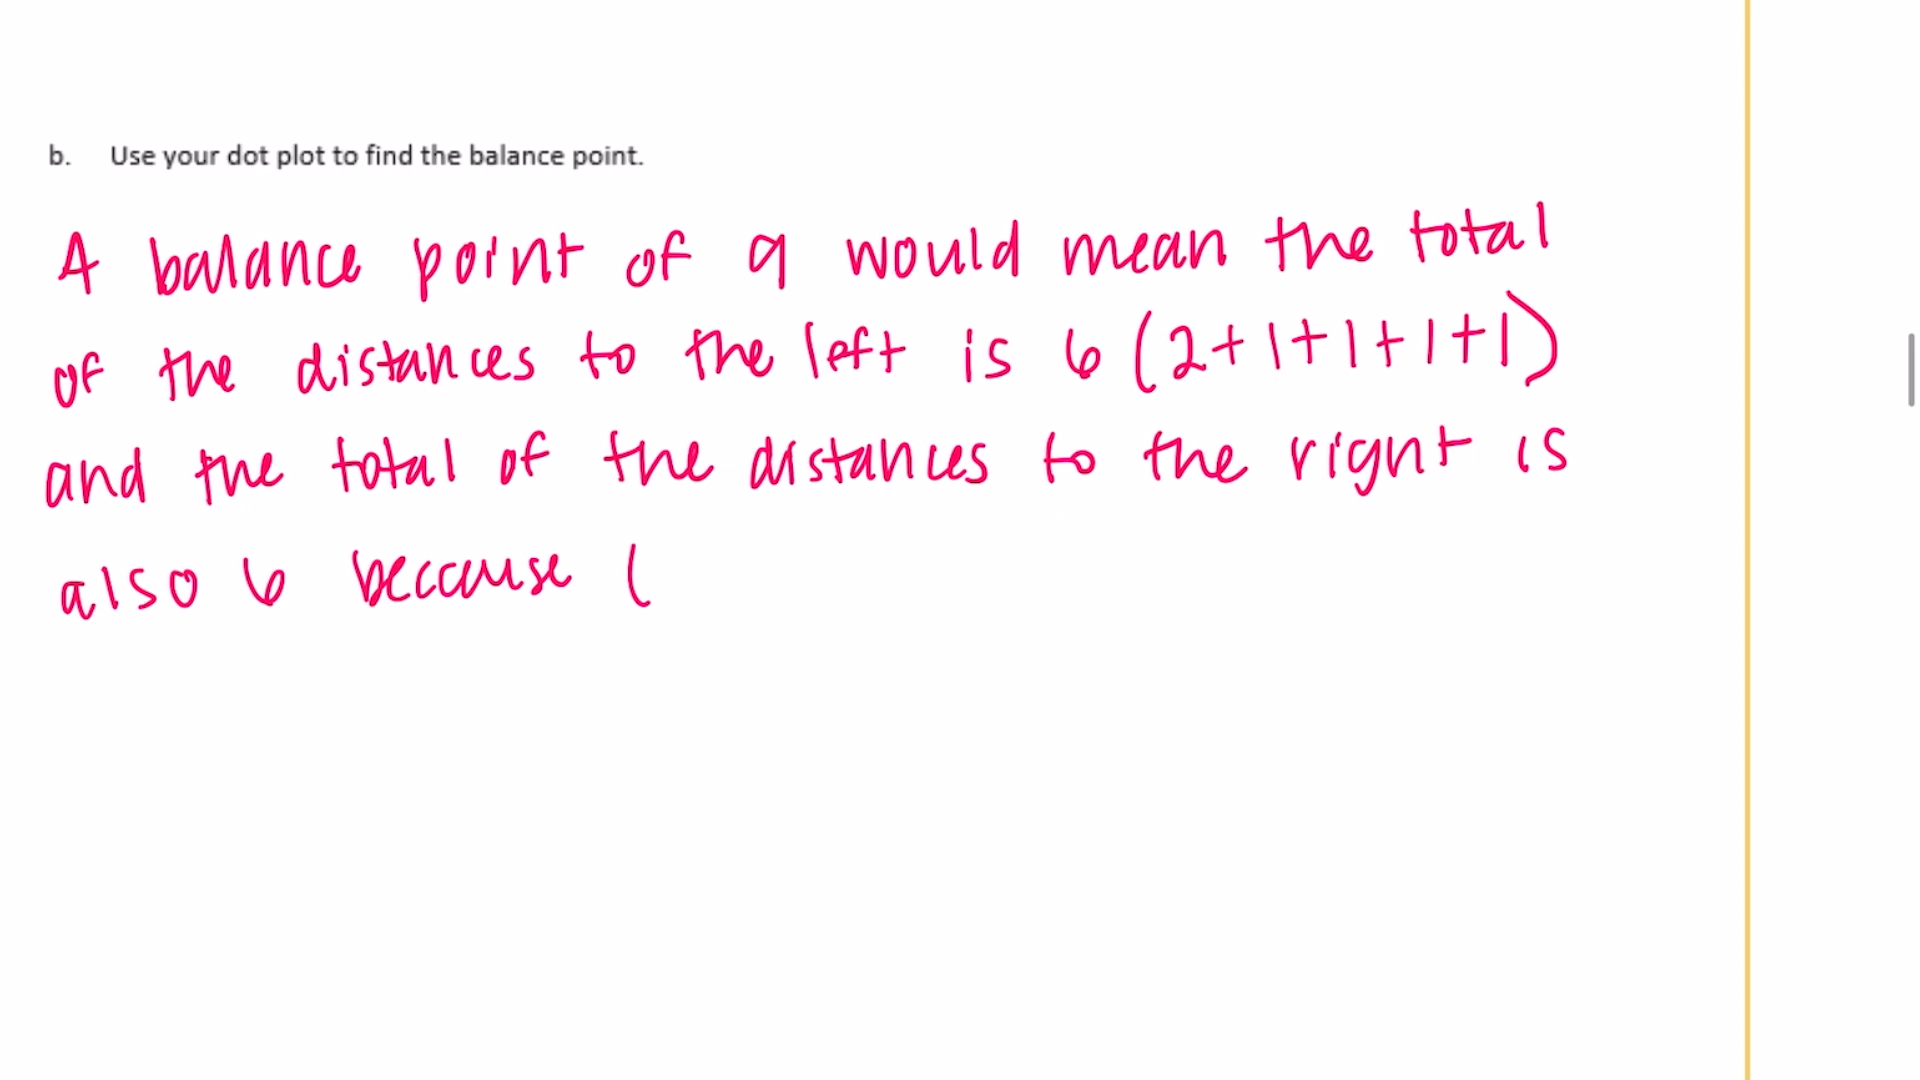 b. Use your dot plot to find the balance point.
A balance point of 9 would mean the total
of the distances to the left is 6 (2+1+1+1+1)
and the total of the distances to the right is
also 6 because (